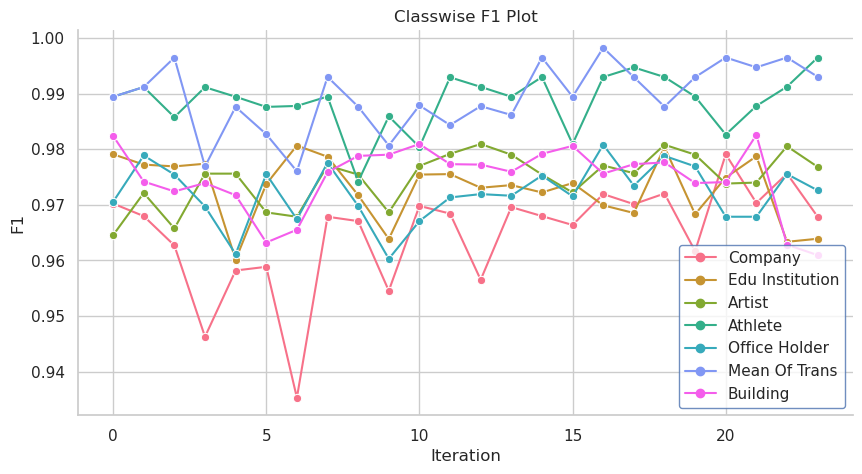 Classwise F1 Plot
1.00
0.99
0.98
0.97
0.96
0.95
0.94
F1
0
5
10
15
20
Iteration
Company
Edu Institution
Artist
Athlete
Office Holder
Mean Of Trans
Building